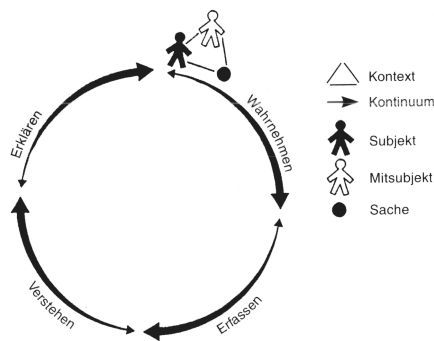 Erklären
Wahrnehmen
Verstehen
Erfassen
Kontext
Kontinuum
Subjekt
Mitsubjekt
Sache